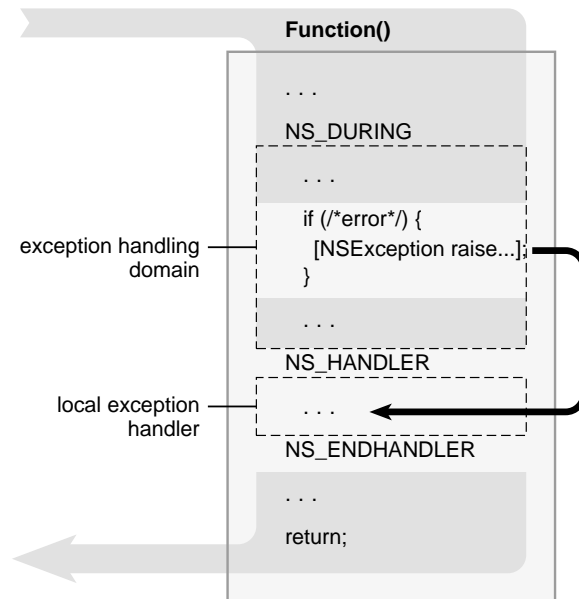 Function()
. . .
NS_DURING
. . .
if (/*error*/) {
[NSException raise...];
}
exception handling
domain
. . .
NS_HANDLER
local exception
handler
. . .
NS_ENDHANDLER
. . .
return;